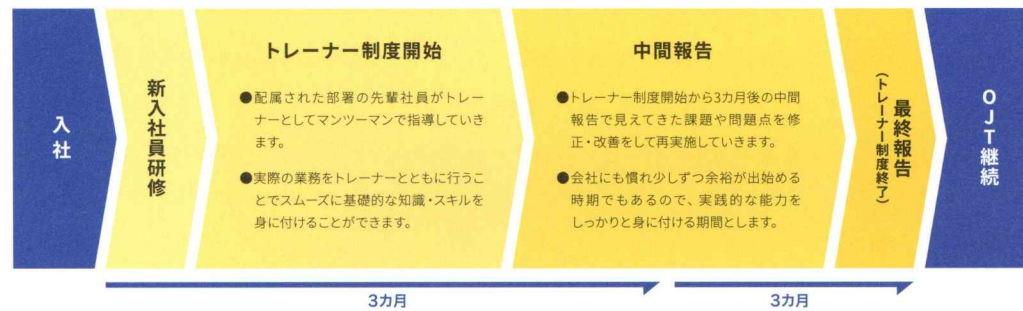 入社
新入社員研修
トレーナー制度開始
●配属された部署の先輩社員がトレー
ナーとしてマンツーマンで指導していき
ます。
●実際の業務をトレーナーとともに行うこ
とでスムーズに基礎的な知識・スキルを
身に付けることができます。
中間報告
●トレーナー制度開始から3カ月後の中間
報告で見えてきた課題や問題点を修
正・改善をして再実施していきます。
●会社にも慣れ少しずつ余裕が出始める
時期でもあるので、実践的な能力を
しっかりと身に付ける期間とします。
最終報告
(トレーナー制度終了)
OJT継続
3カ月
3カ月